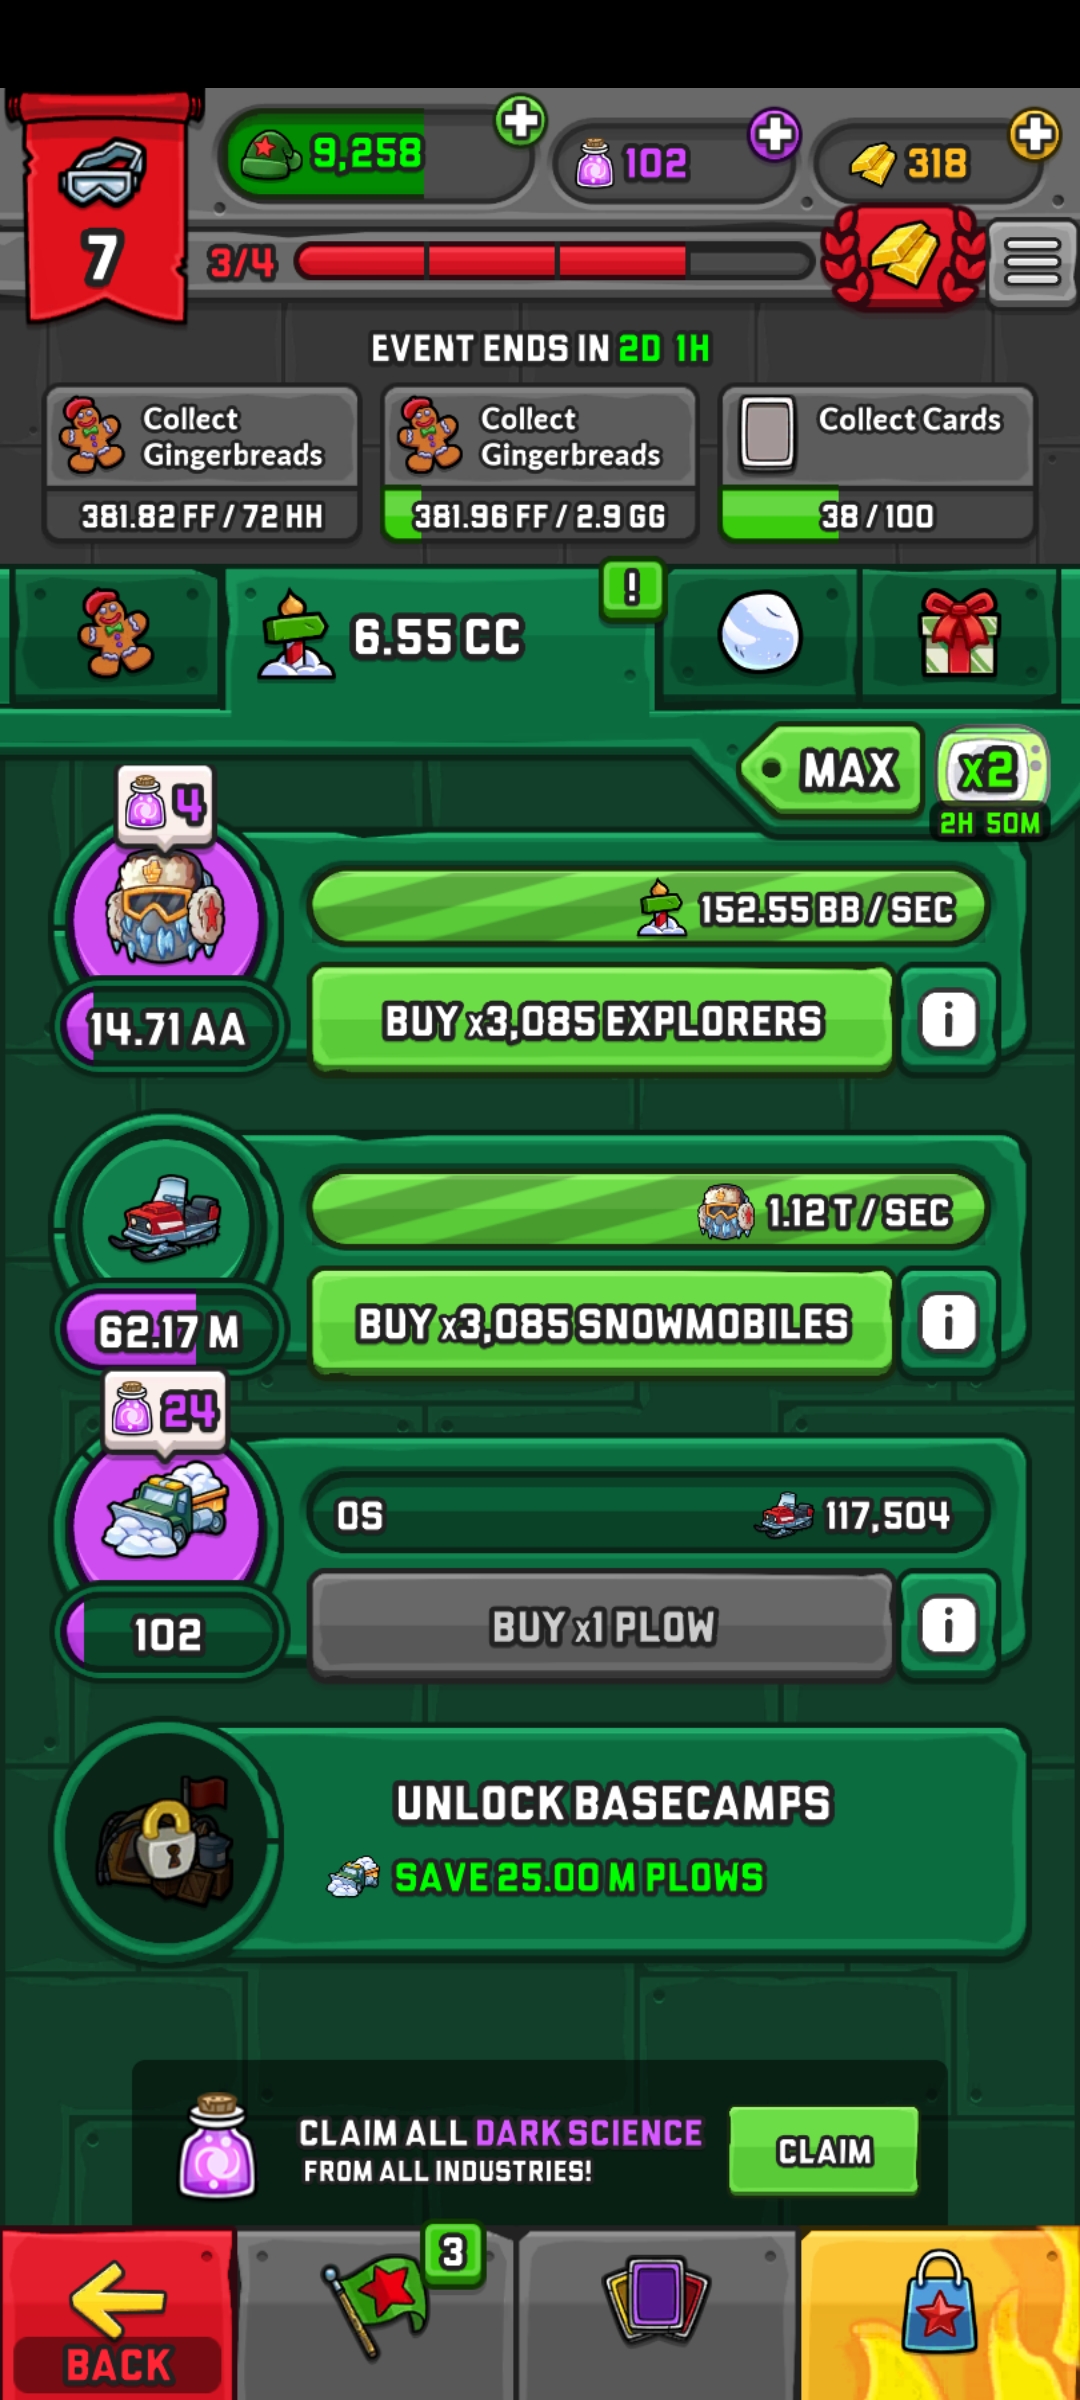 9,258
102
318
7
3/4
EVENT ENDS IN 2D 1H
Collect
Gingerbreads
381.82 FF / 72 HH
Collect
Gingerbreads
381.96 FF / 2.9 GG
Collect Cards
38 / 100
6.55 CC
!
MAX
x2
2H 50M
4
152.55 BB / SEC
14.71 AA
BUY x3,085 EXPLORERS
i
1.12 T / SEC
62.17 M
BUY x3,085 SNOWMOBILES
i
24
0S
117,504
102
BUY x1 PLOW
i
UNLOCK BASECAMPS
SAVE 25.00 M PLOWS
CLAIM ALL DARK SCIENCE
FROM ALL INDUSTRIES!
CLAIM
3
BACK